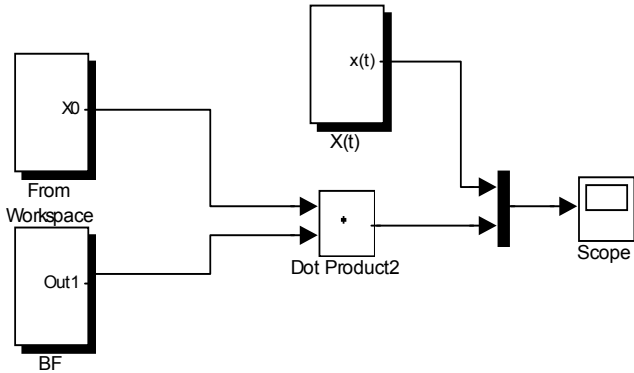 x(t)
X0
X(t)
From
Workspace
Out1
Dot Product2
Scope
BF